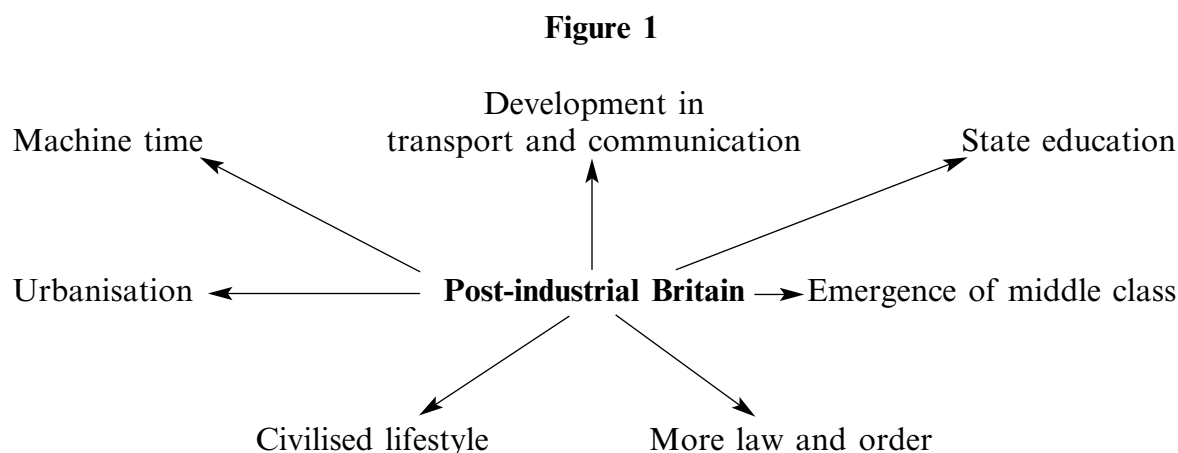 Figure 1
Development in
Machine time
transport and communication
State education
Urbanisation
Post-industrial Britain
Emergence of middle class
Civilised lifestyle
More law and order